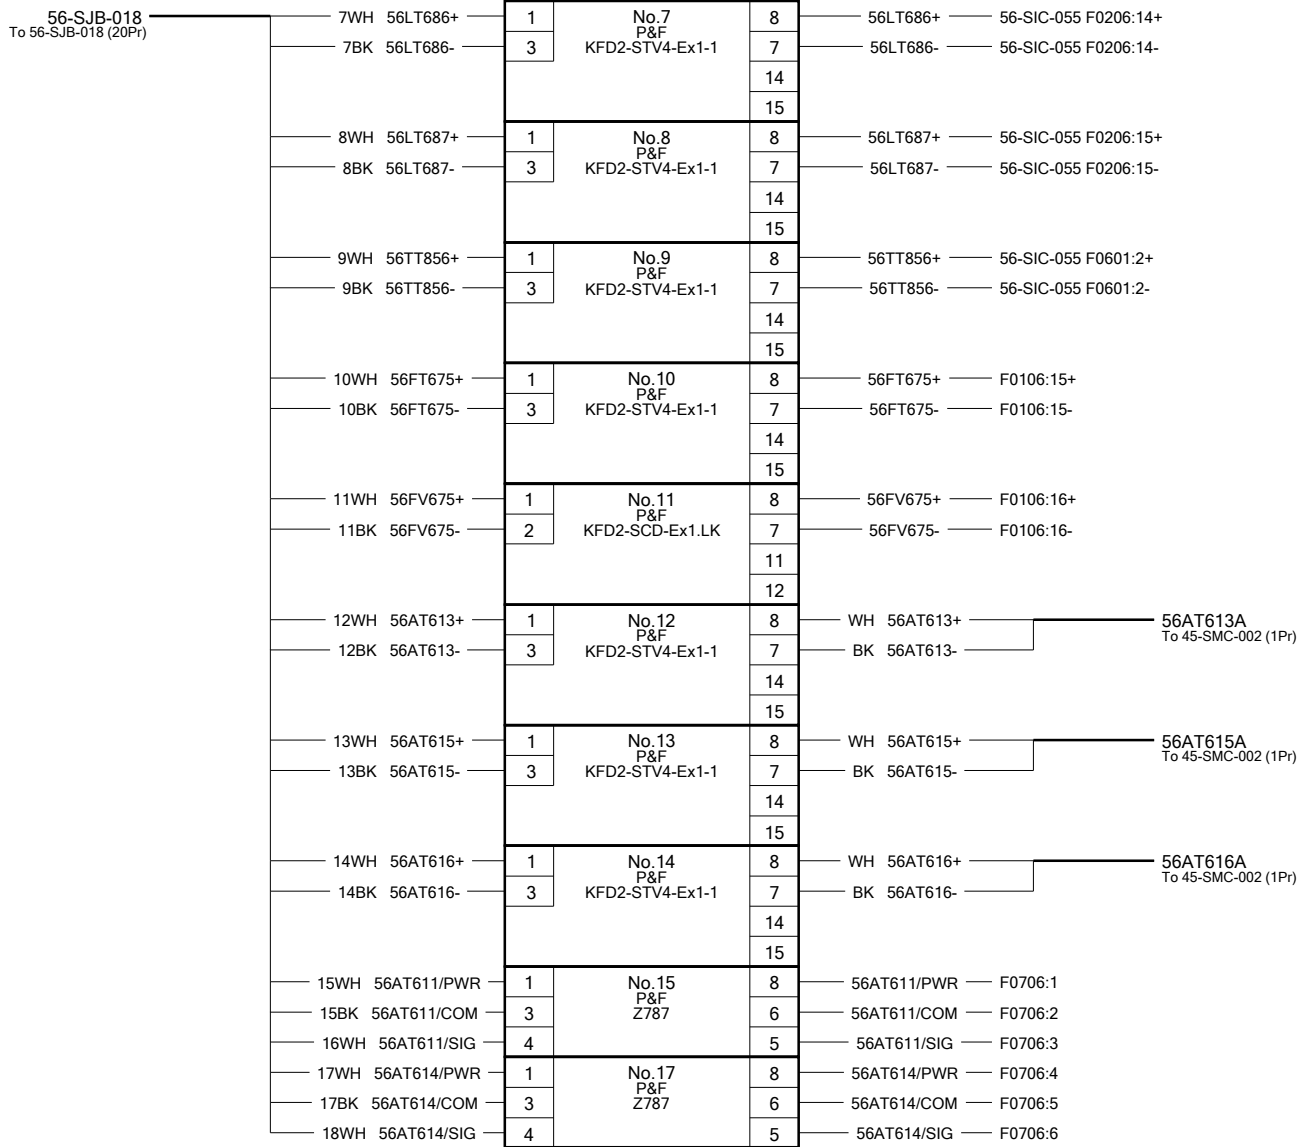 56-SJB-018
To 56-SJB-018 (20Pr)
7WH 56LT686+ 1 No.7 8 56LT686+ 56-SIC-055 F0206:14+
P&F
7BK 56LT686- 3 KFD2-STV4-Ex1-1 7 56LT686- 56-SIC-055 F0206:14-
14
15
8WH 56LT687+ 1 No.8 8 56LT687+ 56-SIC-055 F0206:15+
P&F
8BK 56LT687- 3 KFD2-STV4-Ex1-1 7 56LT687- 56-SIC-055 F0206:15-
14
15
9WH 56TT856+ 1 No.9 8 56TT856+ 56-SIC-055 F0601:2+
P&F
9BK 56TT856- 3 KFD2-STV4-Ex1-1 7 56TT856- 56-SIC-055 F0601:2-
14
15
10WH 56FT675+ 1 No.10 8 56FT675+ F0106:15+
P&F
10BK 56FT675- 3 KFD2-STV4-Ex1-1 7 56FT675- F0106:15-
14
15
11WH 56FV675+ 1 No.11 8 56FV675+ F0106:16+
P&F
11BK 56FV675- 2 KFD2-SCD-Ex1.LK 7 56FV675- F0106:16-
11
12
12WH 56AT613+ 1 No.12 8 WH 56AT613+ 56AT613A
P&F To 45-SMC-002 (1Pr)
12BK 56AT613- 3 KFD2-STV4-Ex1-1 7 BK 56AT613-
14
15
13WH 56AT615+ 1 No.13 8 WH 56AT615+ 56AT615A
P&F To 45-SMC-002 (1Pr)
13BK 56AT615- 3 KFD2-STV4-Ex1-1 7 BK 56AT615-
14
15
14WH 56AT616+ 1 No.14 8 WH 56AT616+ 56AT616A
P&F To 45-SMC-002 (1Pr)
14BK 56AT616- 3 KFD2-STV4-Ex1-1 7 BK 56AT616-
14
15
15WH 56AT611/PWR 1 No.15 8 56AT611/PWR F0706:1
P&F
15BK 56AT611/COM 3 Z787 6 56AT611/COM F0706:2
16WH 56AT611/SIG 4 5 56AT611/SIG F0706:3
17WH 56AT614/PWR 1 No.17 8 56AT614/PWR F0706:4
P&F
17BK 56AT614/COM 3 Z787 6 56AT614/COM F0706:5
18WH 56AT614/SIG 4 5 56AT614/SIG F0706:6